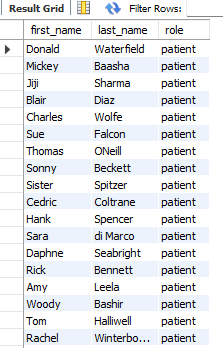 Result Grid Filter Rows:
first_name last_name role
Donald Waterfield patient
Mickey Baasha patient
Jiji Sharma patient
Blair Diaz patient
Charles Wolfe patient
Sue Falcon patient
Thomas ONeill patient
Sonny Beckett patient
Sister Spitzer patient
Cedric Coltrane patient
Hank Spencer patient
Sara di Marco patient
Daphne Seabright patient
Rick Bennett patient
Amy Leela patient
Woody Bashir patient
Tom Halliwell patient
Rachel Winterbo... patient